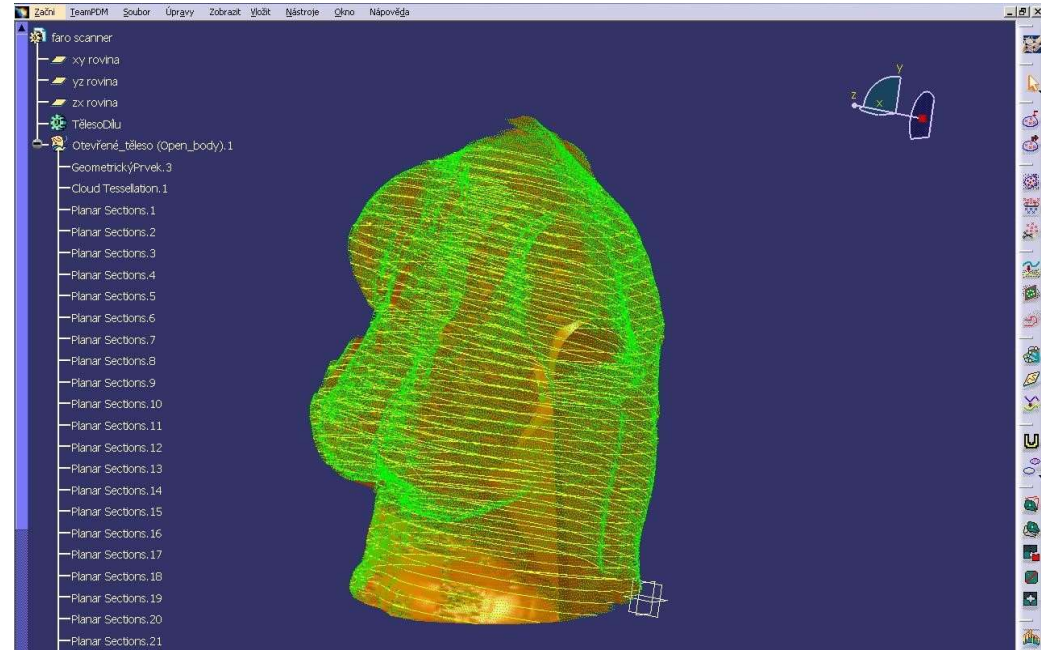 Začni TeamPDM Soubor Úpravy Zobrazit Vložit Nástroje Okno Nápověda
faro scanner
xy rovina
yz rovina
zx rovina
TělesoDílu
Otevřené_těleso (Open_body).1
GeometrickýPrvek.3
Cloud Tessellation.1
Planar Sections.1
Planar Sections.2
Planar Sections.3
Planar Sections.4
Planar Sections.5
Planar Sections.6
Planar Sections.7
Planar Sections.8
Planar Sections.9
Planar Sections.10
Planar Sections.11
Planar Sections.12
Planar Sections.13
Planar Sections.14
Planar Sections.15
Planar Sections.16
Planar Sections.17
Planar Sections.18
Planar Sections.19
Planar Sections.20
Planar Sections.21
y
z
x